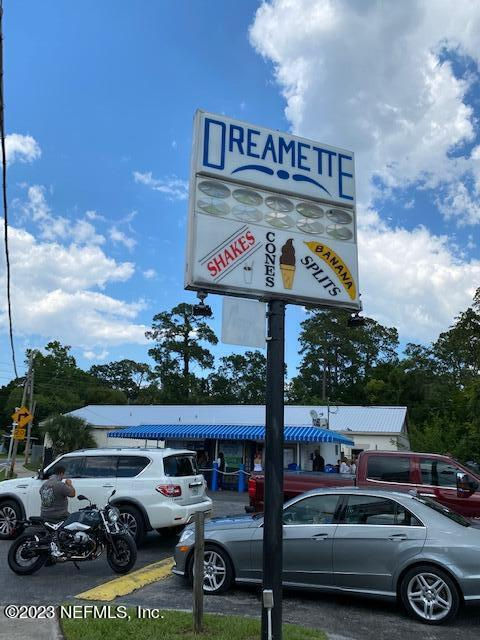 DREAMETTE
SHAKES
CONES
BANANA
SPLITS
©2023 NEFMLS, Inc.